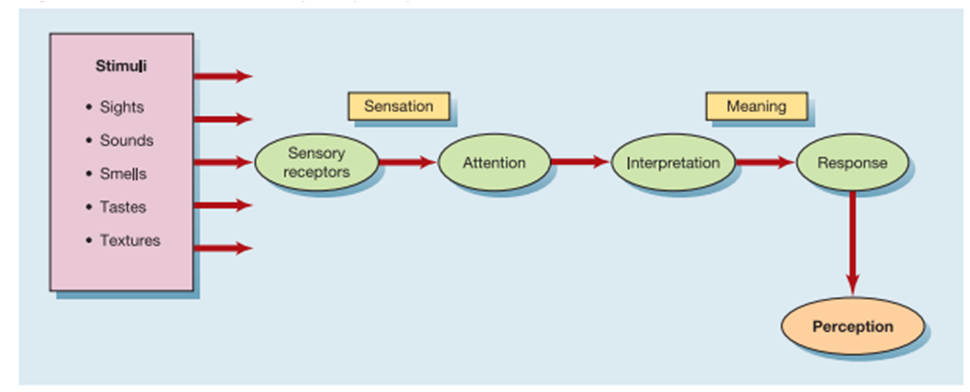 Stimuli
• Sights
• Sounds
• Smells
• Tastes
• Textures
Sensation
Meaning
Sensory
receptors
Attention
Interpretation
Response
Perception